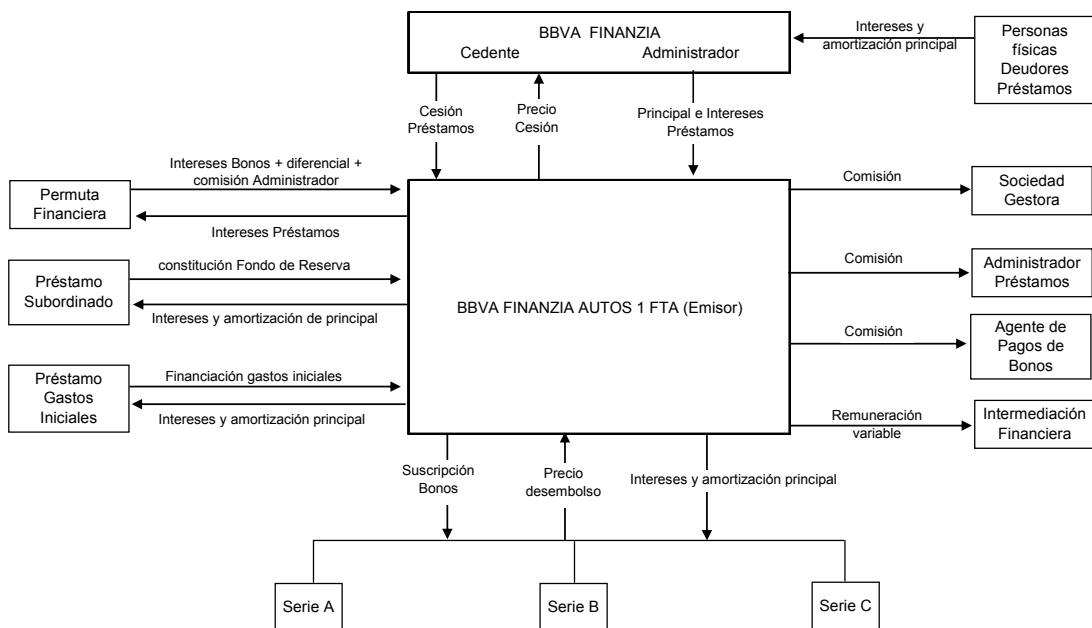 BBVA FINANZIA
Cedente Administrador
Intereses y
amortización principal
Personas
físicas
Deudores
Préstamos
Cesión
Préstamos
Precio
Cesión
Principal e Intereses
Préstamos
Permuta
Financiera
Intereses Bonos + diferencial +
comisión Administrador
Intereses Préstamos
Préstamo
Subordinado
constitución Fondo de Reserva
Intereses y amortización de principal
Préstamo
Gastos
Iniciales
Financiación gastos iniciales
Intereses y amortización principal
BBVA FINANZIA AUTOS 1 FTA (Emisor)
Comisión
Sociedad
Gestora
Comisión
Administrador
Préstamos
Comisión
Agente de
Pagos de
Bonos
Remuneración
variable
Intermediación
Financiera
Suscripción
Bonos
Precio
desembolso
Intereses y amortización principal
Serie A
Serie B
Serie C